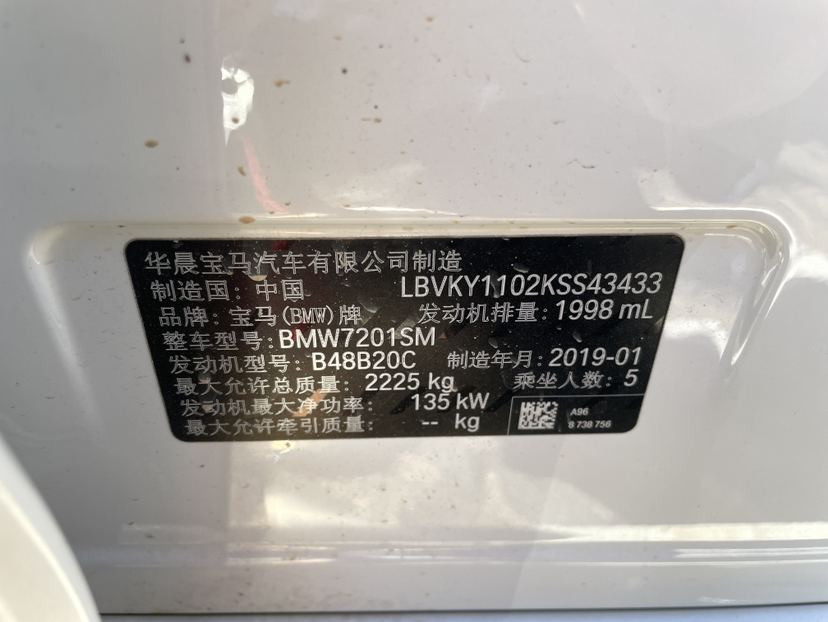 华晨宝马汽车有限公司制造
制造国: 中国 LBVKY1102KSS43433
品牌: 宝马(BMW)牌 发动机排量: 1998 mL
整车型号: BMW7201SM
发动机型号: B48B20C 制造年月: 2019-01
最大允许总质量: 2225 kg 乘坐人数: 5
发动机最大净功率: 135 kW
最大允许牵引质量: -- kg
A96
8 738 756